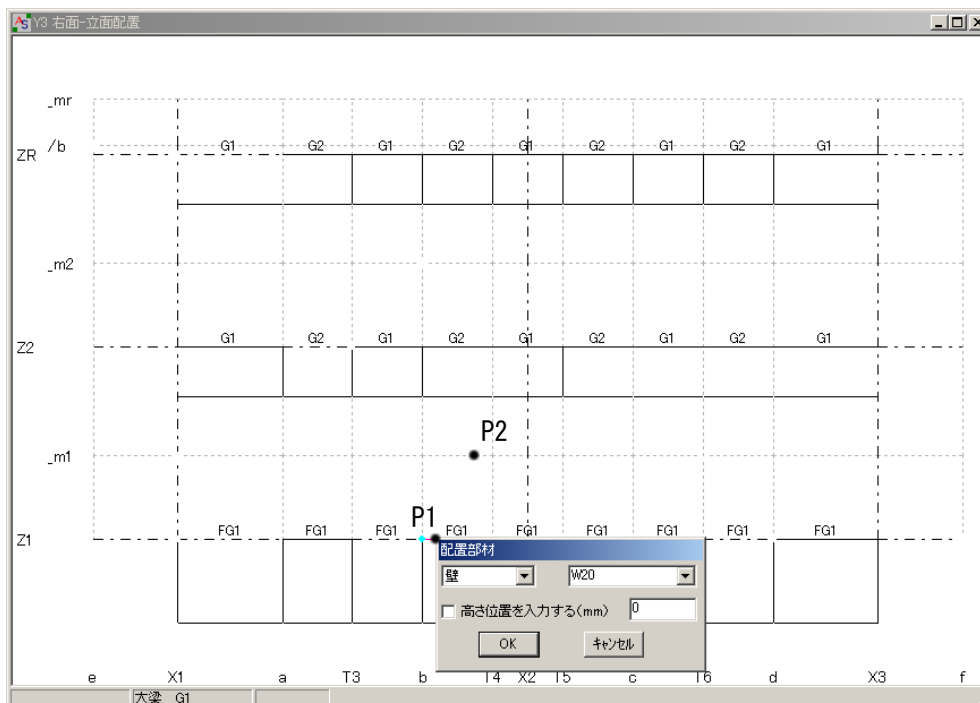 Y3 右面-立面配置
_mr
/b
ZR
G1 G2 G1 G2 G1 G2 G1 G2 G1
_m2
Z2
G1 G2 G1 G2 G1 G2 G1 G2 G1
P2
_m1
P1
Z1
FG1 FG1 FG1 FG1 FG1 FG1 FG1 FG1 FG1
配置部材
壁 W20
高さ位置を入力する(mm) 0
OK キャンセル
e X1 a T3 b T4 X2 T5 c T6 d X3 f
大梁 G1